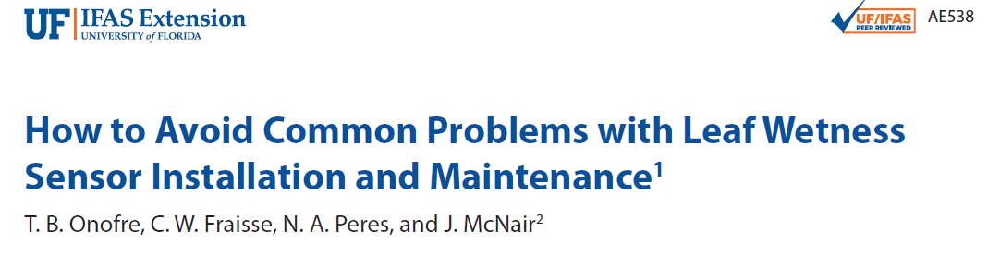 UF IFAS Extension
UNIVERSITY of FLORIDA
UF/IFAS
PEER REVIEWED
AE538
How to Avoid Common Problems with Leaf Wetness
Sensor Installation and Maintenance¹
T. B. Onofre, C. W. Fraisse, N. A. Peres, and J. McNair²